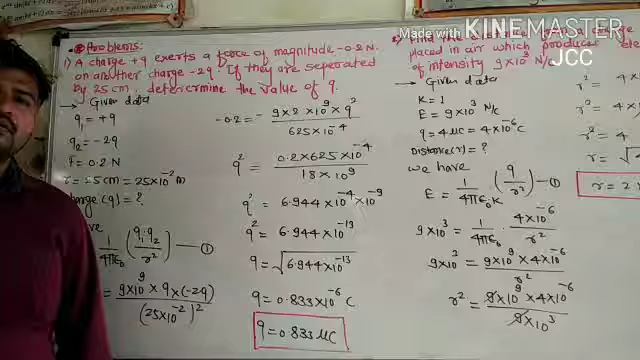 Problems:
1) A charge +q exerts a force of magnitude -0.2 N
on another charge -2q. If they are seperated
by 25 cm, detercrmine the value of q.
→ Given data
q₁ = +q
q₂ = -2q
F = 0.2 N
r = 25 cm = 25×10⁻² m
charge (q) = ?
1/4πε₀ (q₁q₂/r²) —— ①
= 9×10⁹ × q × (-2q) / (25×10⁻²)²
-0.2 = - 9×2×10⁹ × q² / 625×10⁻⁴
q² = 0.2×625×10⁻⁴ / 18×10⁹
q² = 6.944×10⁻⁴×10⁻⁹
q² = 6.944×10⁻¹³
q = √6.944×10⁻¹³
q = 0.833×10⁻⁶ C
q = 0.833 μC
placed in air which produces
of intensity 9×10³ N/C
→ Given data
K = 1
E = 9×10³ N/C
q = 4 μC = 4×10⁻⁶ C
Distance (r) = ?
we have
E = 1/4πε₀K (q/r²) —①
9×10³ = 1/4πε₀ · 4×10⁻⁶/r²
9×10³ = 9×10⁹×4×10⁻⁶ / r²
r² = 9×10⁹×4×10⁻⁶ / 9×10³
r² = 4
r = √
r = 2
Made with KINEMASTER
JCC